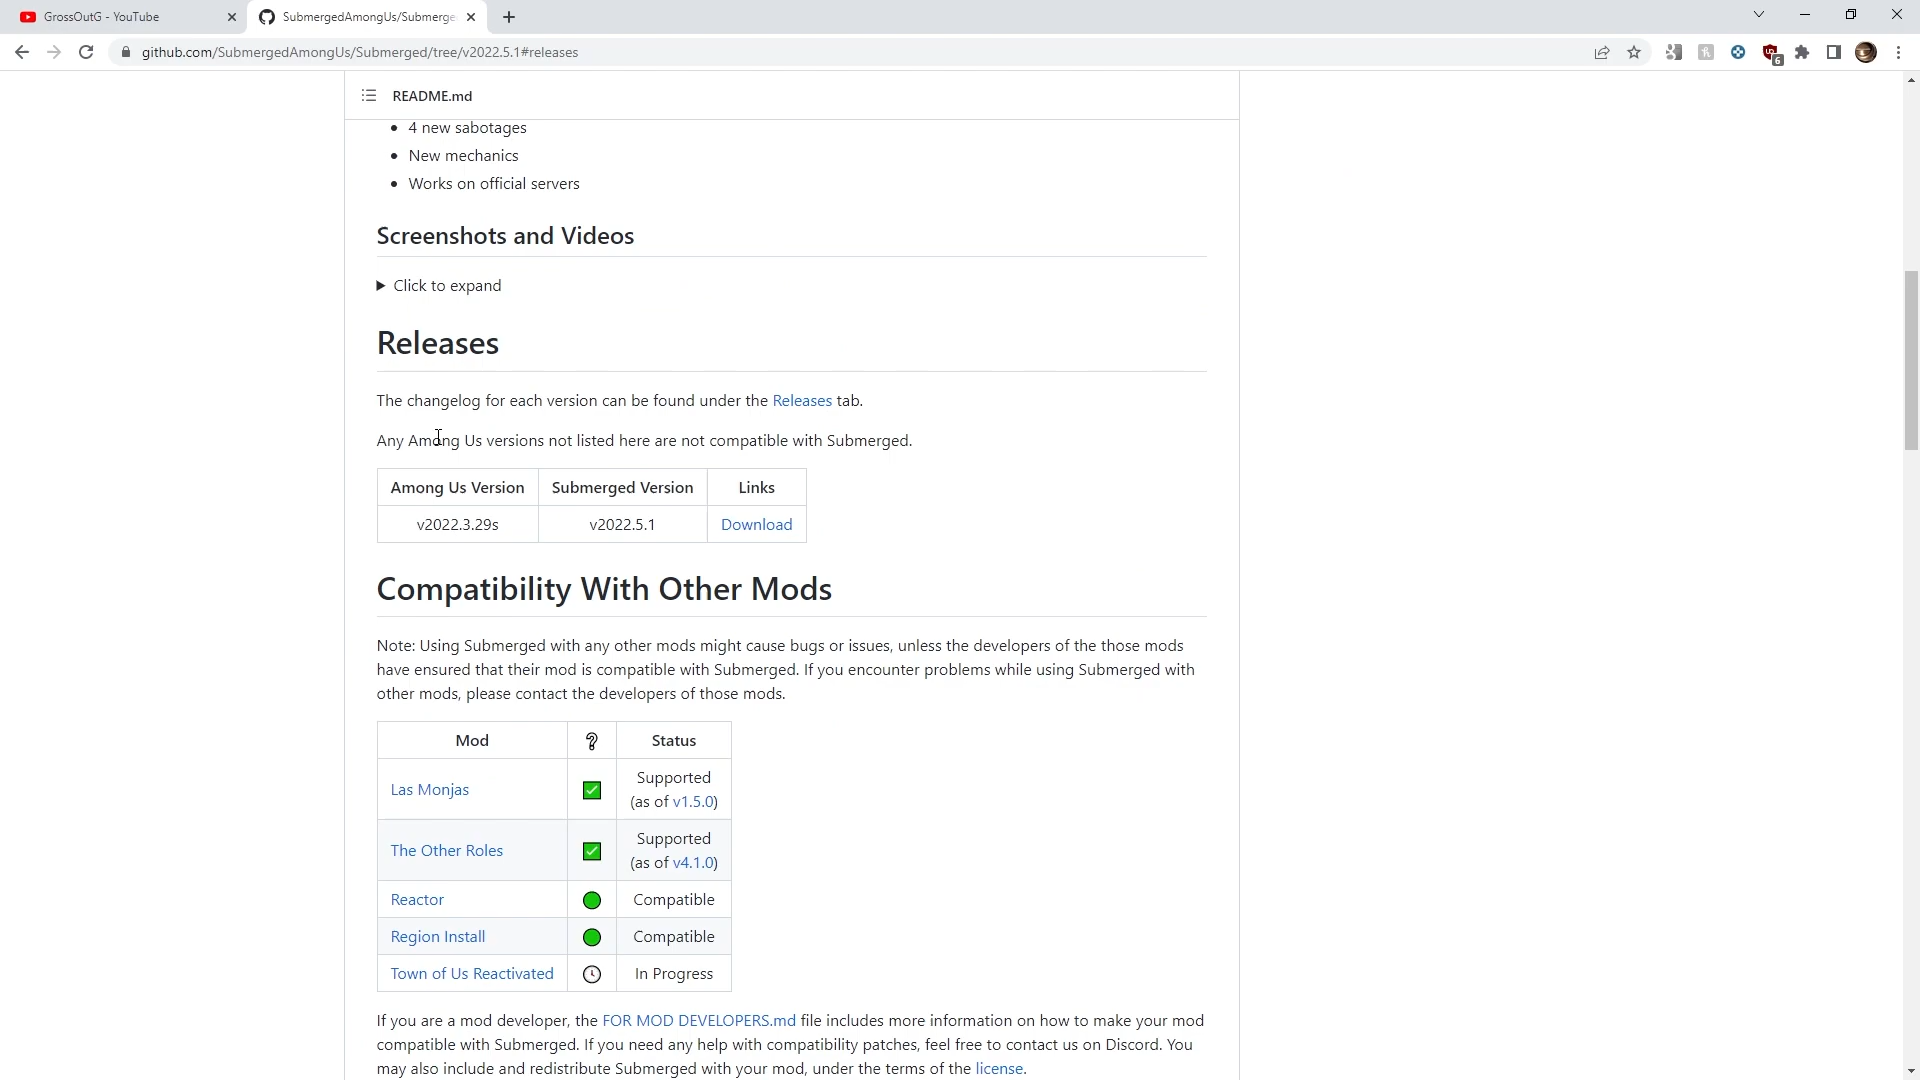 GrossOutG - YouTube
SubmergedAmongUs/Submerge
github.com/SubmergedAmongUs/Submerged/tree/v2022.5.1#releases
6
README.md
4 new sabotages
New mechanics
Works on official servers
Screenshots and Videos
Click to expand
Releases
The changelog for each version can be found under the Releases tab.
Any Among Us versions not listed here are not compatible with Submerged.
Among Us Version Submerged Version Links
v2022.3.29s v2022.5.1 Download
Compatibility With Other Mods
Note: Using Submerged with any other mods might cause bugs or issues, unless the developers of the those mods
have ensured that their mod is compatible with Submerged. If you encounter problems while using Submerged with
other mods, please contact the developers of those mods.
Mod ? Status
Las Monjas Supported
(as of v1.5.0)
The Other Roles Supported
(as of v4.1.0)
Reactor Compatible
Region Install Compatible
Town of Us Reactivated In Progress
If you are a mod developer, the FOR MOD DEVELOPERS.md file includes more information on how to make your mod
compatible with Submerged. If you need any help with compatibility patches, feel free to contact us on Discord. You
may also include and redistribute Submerged with your mod, under the terms of the license.